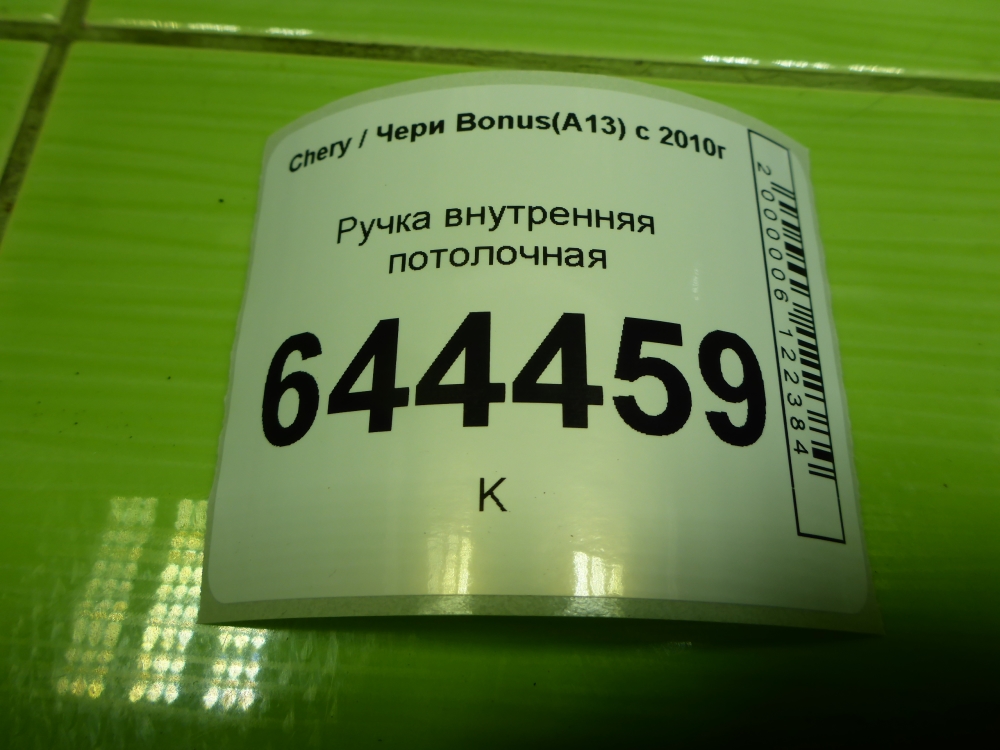 Chery / Чери Bonus(A13) с 2010г
Ручка внутренняя
потолочная
644459
К
2000006122384